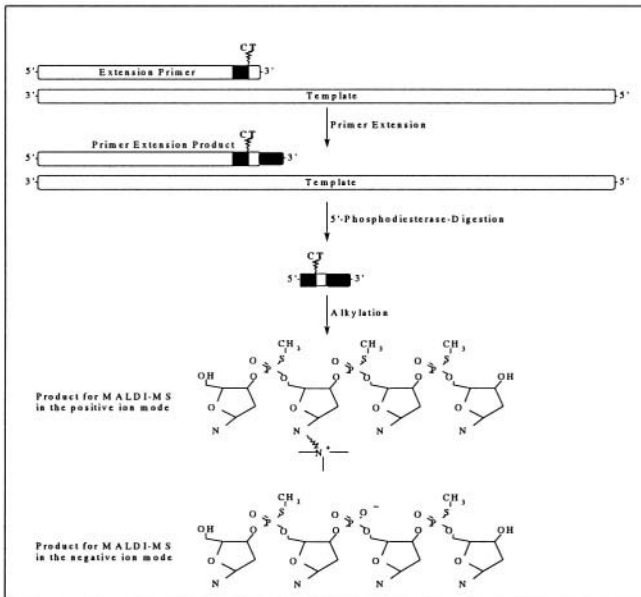 CT
5'- Extension Primer -3'
3'- Template -5'
Primer Extension
CT
Primer Extension Product
5'- -3'
3'- Template -5'
5'-Phosphodiesterase-Digestion
CT
5'- -3'
Alkylation
CH3 CH3 CH3
O S O S O S
OH P P P OH
O O O O O O
O O O O
Product for MALDI-MS
in the positive ion mode
N N N N
N+
CH3 CH3
O S O O − O S
OH P P P OH
O O O O O O
O O O O
Product for MALDI-MS
in the negative ion mode
N N N N